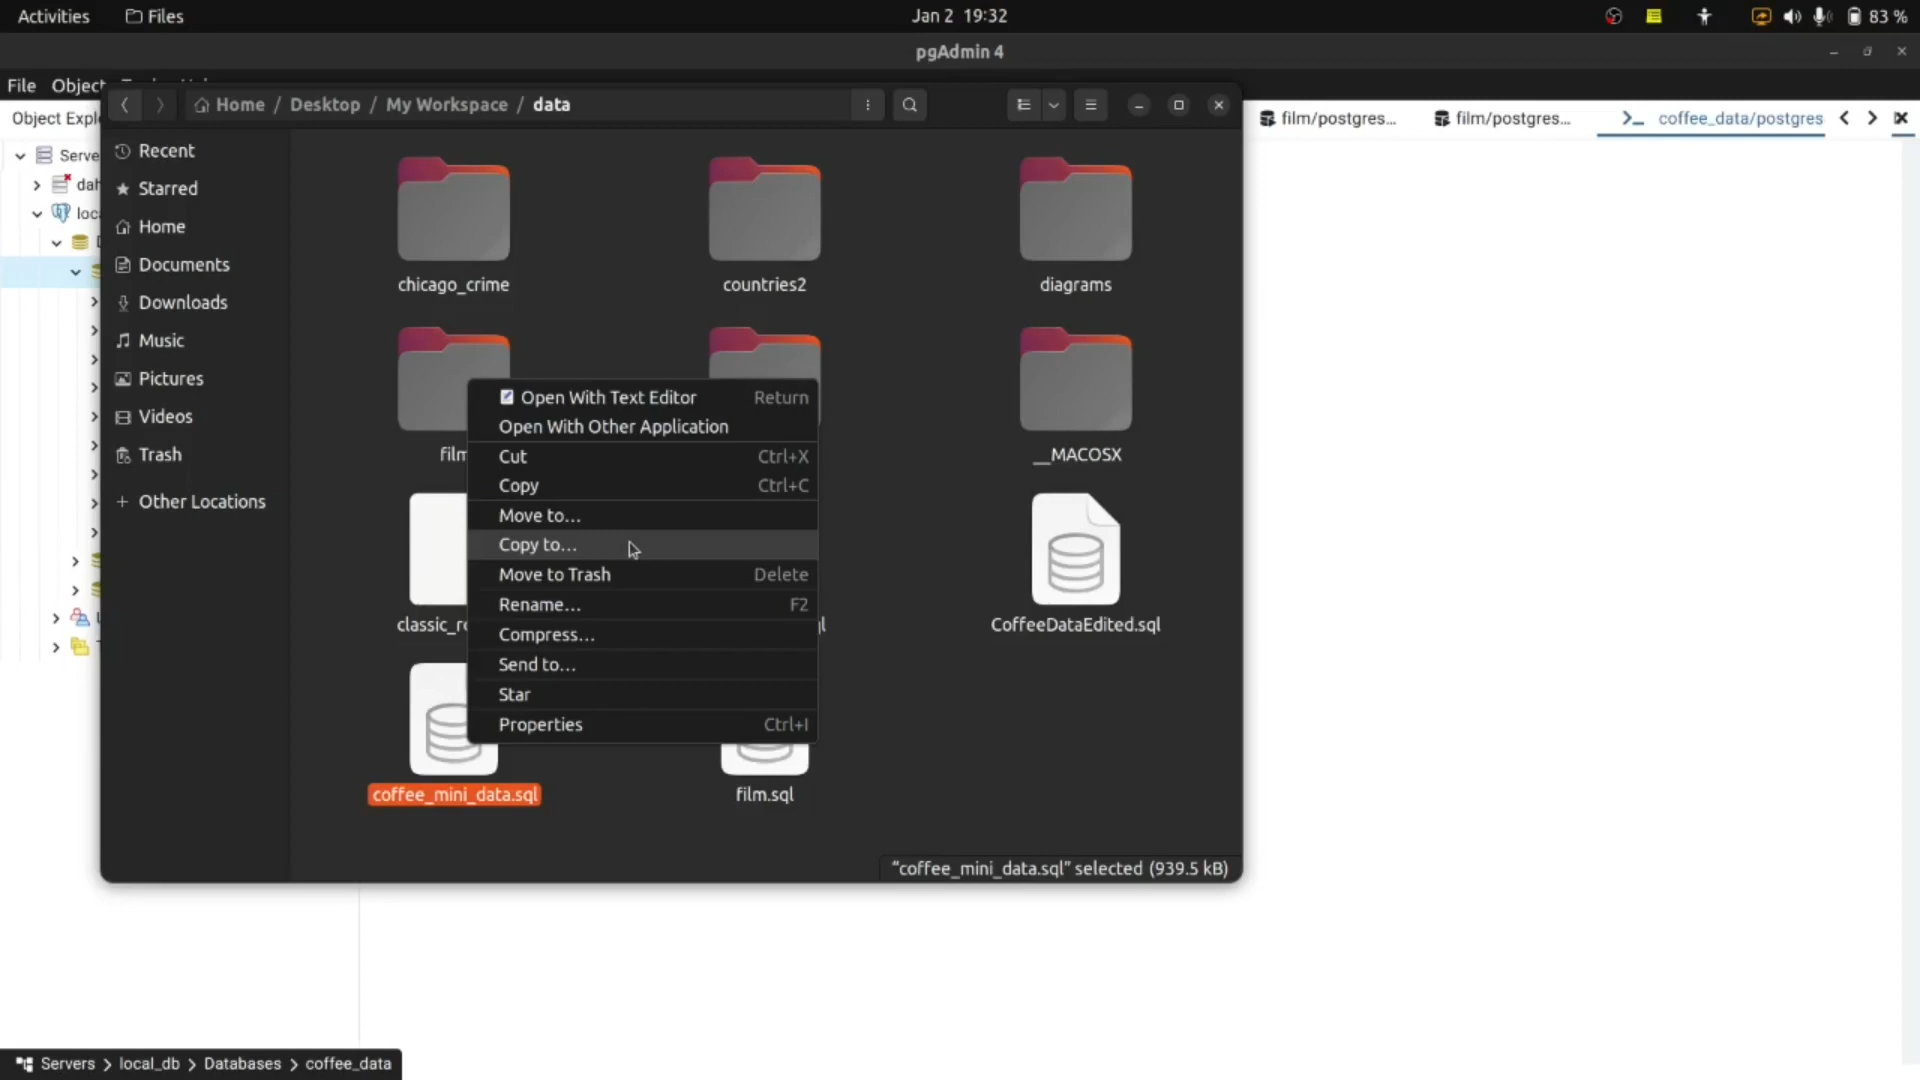 Activities
Files
Jan 2 19:32
83 %
pgAdmin 4
File Object
Home / Desktop / My Workspace / data
film/postgres...
film/postgres...
coffee_data/postgres
Object Expl
Serve
dah
loc
Recent
Starred
Home
Documents
Downloads
Music
Pictures
Videos
Trash
Other Locations
chicago_crime
countries2
diagrams
film
__MACOSX
Open With Text Editor Return
Open With Other Application
Cut Ctrl+X
Copy Ctrl+C
Move to...
Copy to...
Move to Trash Delete
Rename... F2
Compress...
Send to...
Star
Properties Ctrl+I
CoffeeDataEdited.sql
coffee_mini_data.sql
film.sql
"coffee_mini_data.sql" selected (939.5 kB)
Servers > local_db > Databases > coffee_data